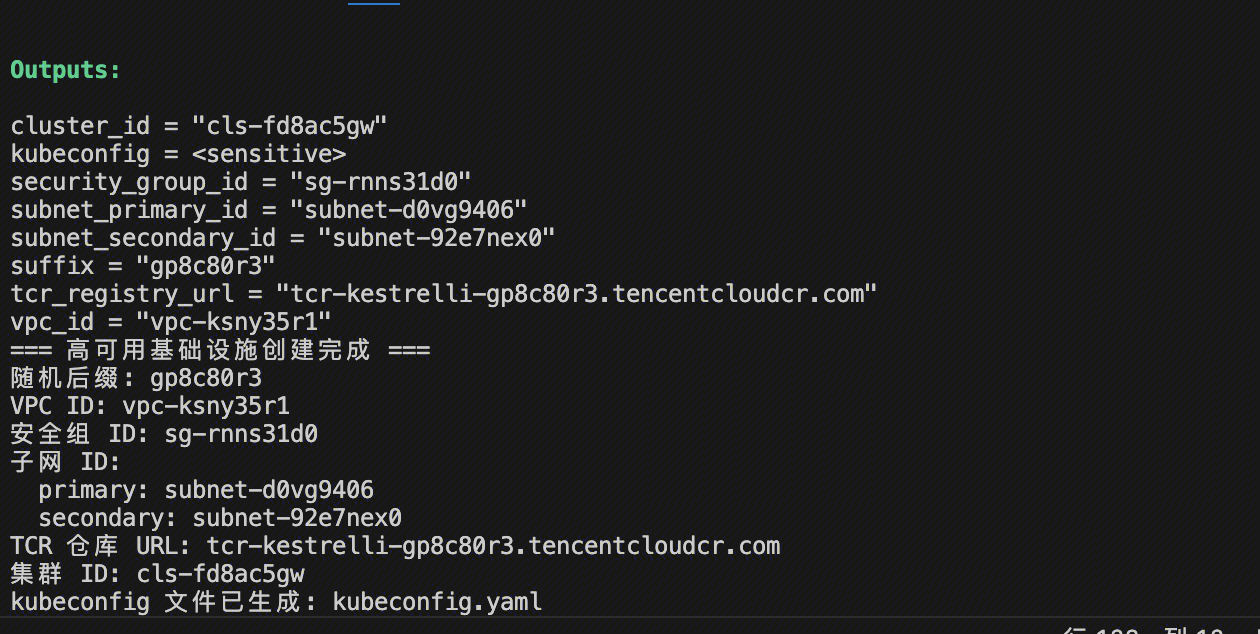 Outputs:
cluster_id = "cls-fd8ac5gw"
kubeconfig = <sensitive>
security_group_id = "sg-rnns31d0"
subnet_primary_id = "subnet-d0vg9406"
subnet_secondary_id = "subnet-92e7nex0"
suffix = "gp8c80r3"
tcr_registry_url = "tcr-kestrelli-gp8c80r3.tencentcloudcr.com"
vpc_id = "vpc-ksny35r1"
=== 高可用基础设施创建完成 ===
随机后缀: gp8c80r3
VPC ID: vpc-ksny35r1
安全组 ID: sg-rnns31d0
子网 ID:
  primary: subnet-d0vg9406
  secondary: subnet-92e7nex0
TCR 仓库 URL: tcr-kestrelli-gp8c80r3.tencentcloudcr.com
集群 ID: cls-fd8ac5gw
kubeconfig 文件已生成: kubeconfig.yaml